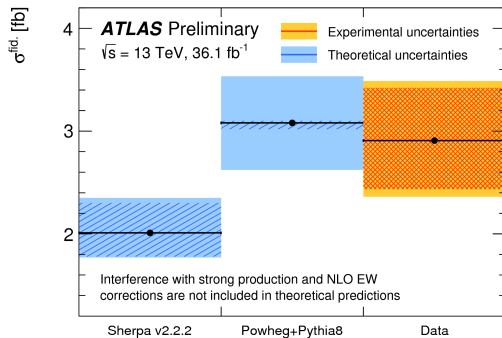 σfid. [fb]
4
3
2
ATLAS Preliminary
√s = 13 TeV, 36.1 fb-1
Experimental uncertainties
Theoretical uncertainties
Interference with strong production and NLO EW
corrections are not included in theoretical predictions
Sherpa v2.2.2 Powheg+Pythia8 Data